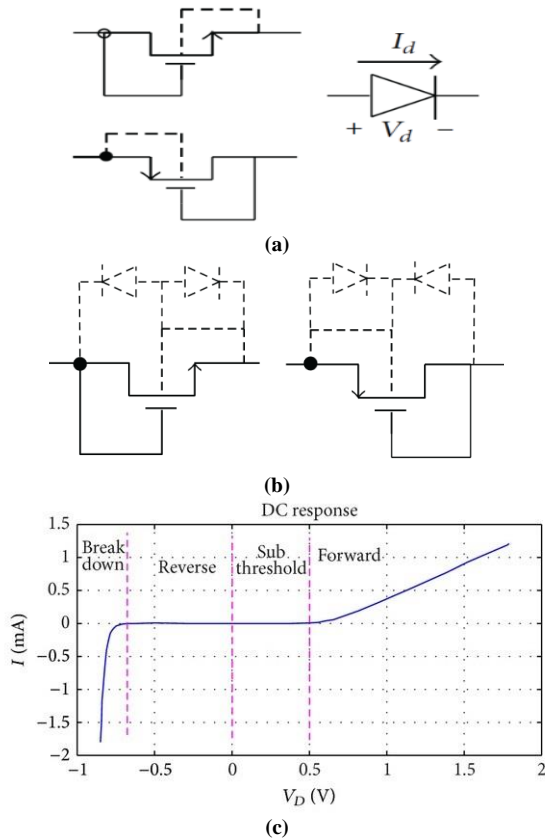 I_d
+ V_d −
(a)
(b)
DC response
Break down
Reverse
Sub threshold
Forward
I (mA)
1.5
1
0.5
0
−0.5
−1
−1.5
−2
−1
−0.5
0
0.5
1
1.5
2
V_D (V)
(c)